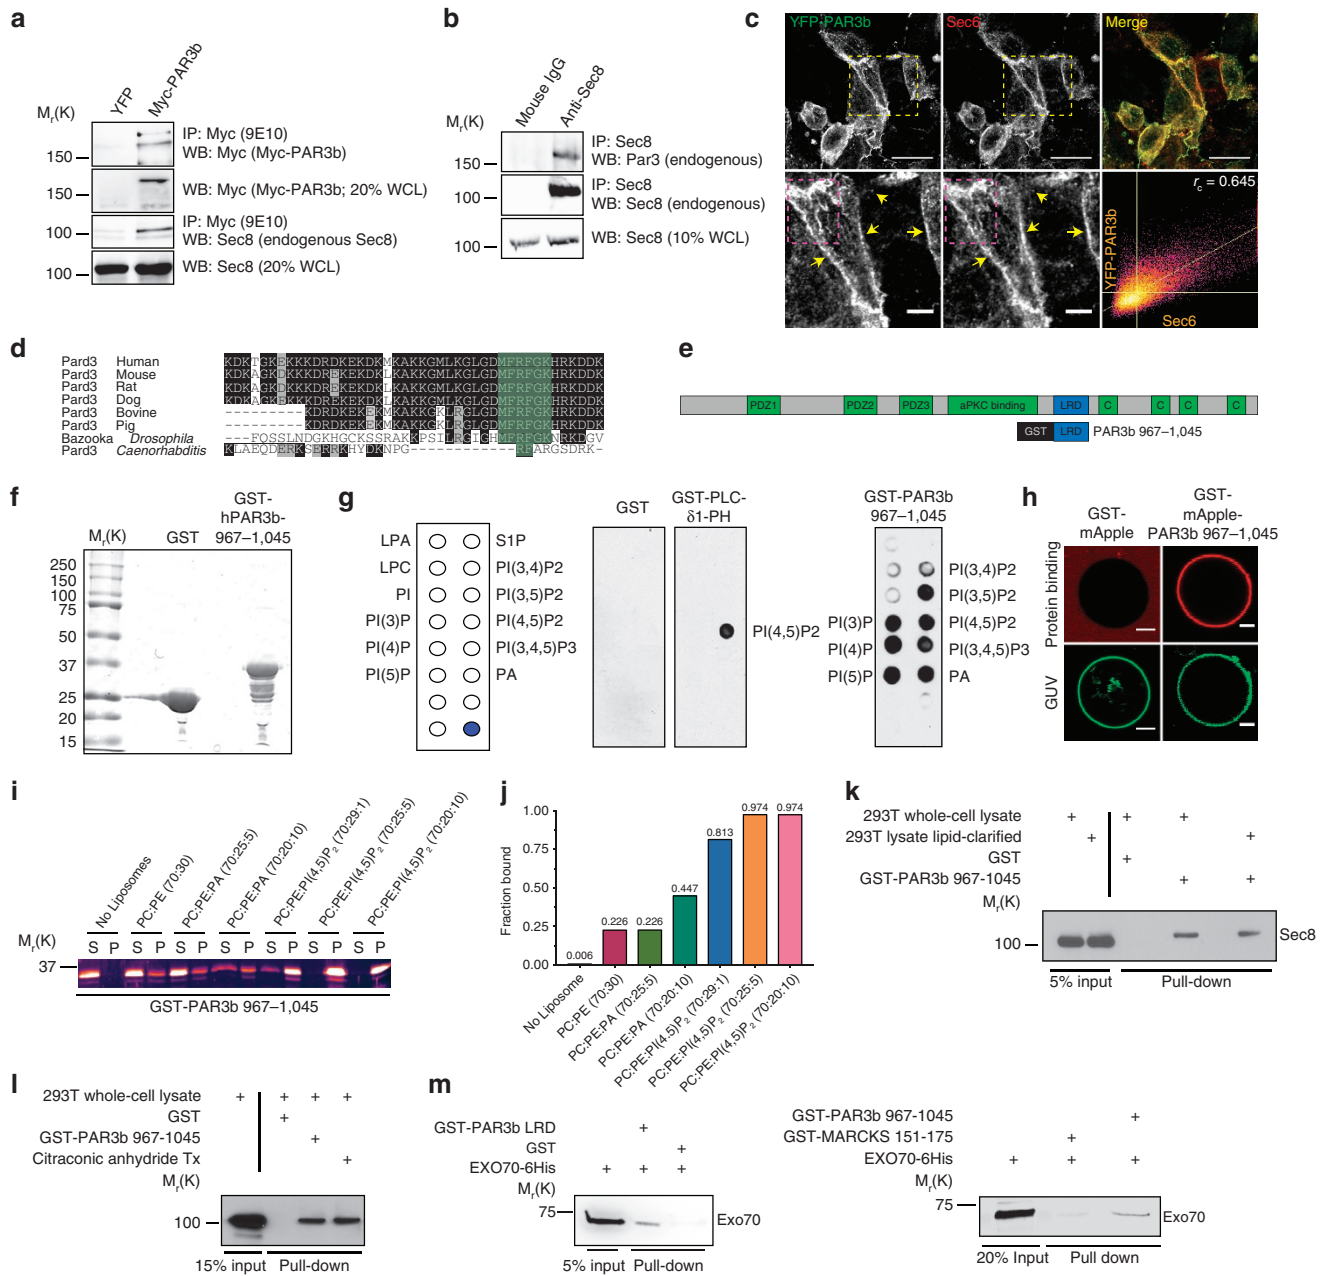 a
YFP
Myc-PAR3b
Mr(K)
150
IP: Myc (9E10)
WB: Myc (Myc-PAR3b)
150
WB: Myc (Myc-PAR3b; 20% WCL)
100
IP: Myc (9E10)
WB: Sec8 (endogenous Sec8)
100
WB: Sec8 (20% WCL)
b
Mouse IgG
Anti-Sec8
Mr(K)
150
IP: Sec8
WB: Par3 (endogenous)
100
IP: Sec8
WB: Sec8 (endogenous)
100
WB: Sec8 (10% WCL)
c
YFP-PAR3b
Sec6
Merge
rc = 0.645
YFP-PAR3b
Sec6
d
Pard3 Human
Pard3 Mouse
Pard3 Rat
Pard3 Dog
Pard3 Bovine
Pard3 Pig
Bazooka Drosophila
Pard3 Caenorhabditis
e
PDZ1
PDZ2
PDZ3
aPKC binding
LRD
C
C
C
C
GST
LRD
PAR3b 967–1,045
f
Mr(K)
GST
GST-
hPAR3b-
967–1,045
250
150
100
75
50
37
25
20
15
g
LPA
S1P
LPC
PI(3,4)P2
PI
PI(3,5)P2
PI(3)P
PI(4,5)P2
PI(4)P
PI(3,4,5)P3
PI(5)P
PA
GST
GST-PLC-
δ1-PH
PI(4,5)P2
GST-PAR3b
967–1,045
PI(3,4)P2
PI(3,5)P2
PI(3)P
PI(4,5)P2
PI(4)P
PI(3,4,5)P3
PI(5)P
PA
h
GST-
mApple
GST-
mApple-
PAR3b 967–1,045
Protein binding
GUV
i
No Liposomes
PC:PE (70:30)
PC:PE:PA (70:25:5)
PC:PE:PA (70:20:10)
PC:PE:PI(4,5)P2 (70:29:1)
PC:PE:PI(4,5)P2 (70:25:5)
PC:PE:PI(4,5)P2 (70:20:10)
Mr(K)
S P S P S P S P S P S P S P
37
GST-PAR3b 967–1,045
j
Fraction bound
1.00
0.75
0.50
0.25
0.00
0.006
0.226
0.226
0.447
0.813
0.974
0.974
No Liposome
PC:PE (70:30)
PC:PE:PA (70:25:5)
PC:PE:PA (70:20:10)
PC:PE:PI(4,5)P2 (70:29:1)
PC:PE:PI(4,5)P2 (70:25:5)
PC:PE:PI(4,5)P2 (70:20:10)
k
293T whole-cell lysate + + +
293T lysate lipid-clarified + +
GST +
GST-PAR3b 967-1045 + +
Mr(K)
100
Sec8
5% input
Pull-down
l
293T whole-cell lysate + + + +
GST +
GST-PAR3b 967-1045 +
Citraconic anhydride Tx +
Mr(K)
100
15% input
Pull-down
m
GST-PAR3b LRD +
GST +
EXO70-6His + + +
Mr(K)
75
Exo70
5% input
Pull-down
GST-PAR3b 967-1045 +
GST-MARCKS 151-175 +
EXO70-6His + + +
Mr(K)
75
Exo70
20% Input
Pull down